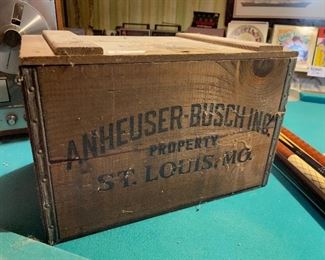 ANHEUSER-BUSCH INC.
PROPERTY
ST. LOUIS, MO.